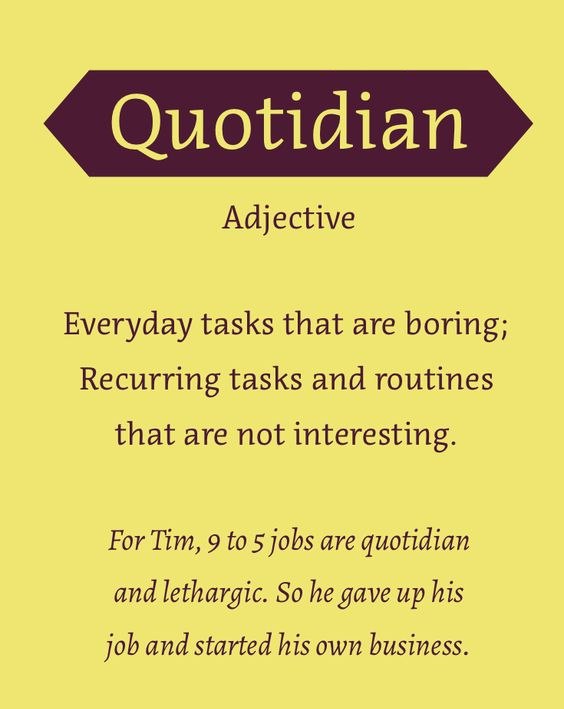 Quotidian
Adjective
Everyday tasks that are boring;
Recurring tasks and routines
that are not interesting.
For Tim, 9 to 5 jobs are quotidian
and lethargic. So he gave up his
job and started his own business.